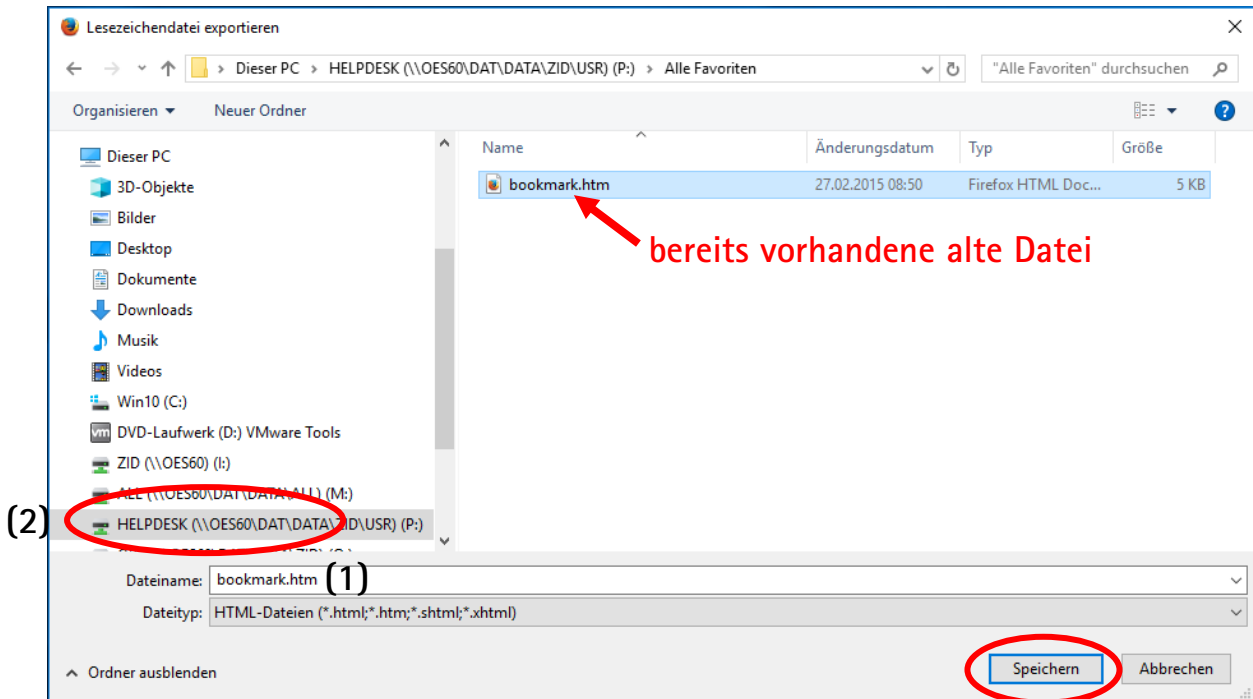 Lesezeichendatei exportieren
Dieser PC > HELPDESK (\\OES60\DAT\DATA\ZID\USR) (P:) > Alle Favoriten
"Alle Favoriten" durchsuchen
Organisieren Neuer Ordner
Name Änderungsdatum Typ Größe
bookmark.htm 27.02.2015 08:50 Firefox HTML Doc... 5 KB
bereits vorhandene alte Datei
Dieser PC
3D-Objekte
Bilder
Desktop
Dokumente
Downloads
Musik
Videos
Win10 (C:)
DVD-Laufwerk (D:) VMware Tools
ZID (\\OES60) (I:)
ALL (\\OES60\DAT\DATA\ALL) (M:)
(2) HELPDESK (\\OES60\DAT\DATA\ZID\USR) (P:)
Dateiname: bookmark.htm (1)
Dateityp: HTML-Dateien (*.html;*.htm;*.shtml;*.xhtml)
Ordner ausblenden
Speichern Abbrechen